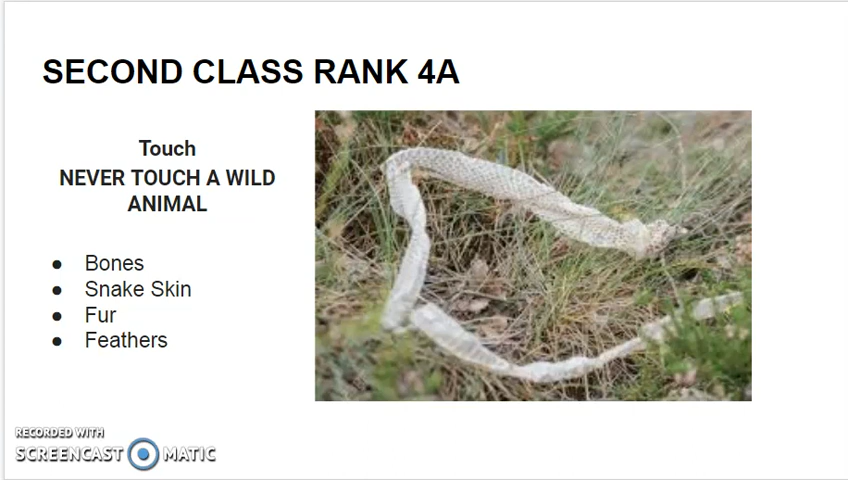 SECOND CLASS RANK 4A
Touch
NEVER TOUCH A WILD
ANIMAL
● Bones
● Snake Skin
● Fur
● Feathers
RECORDED WITH
SCREENCAST MATIC